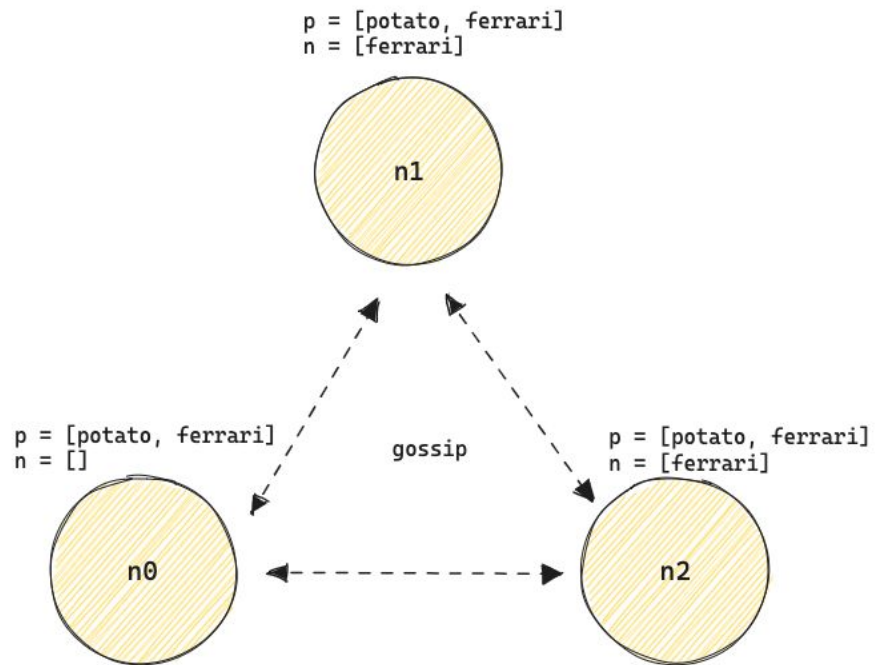 p = [potato, ferrari]
n = [ferrari]
n1
p = [potato, ferrari]
n = []
gossip
p = [potato, ferrari]
n = [ferrari]
n0
n2